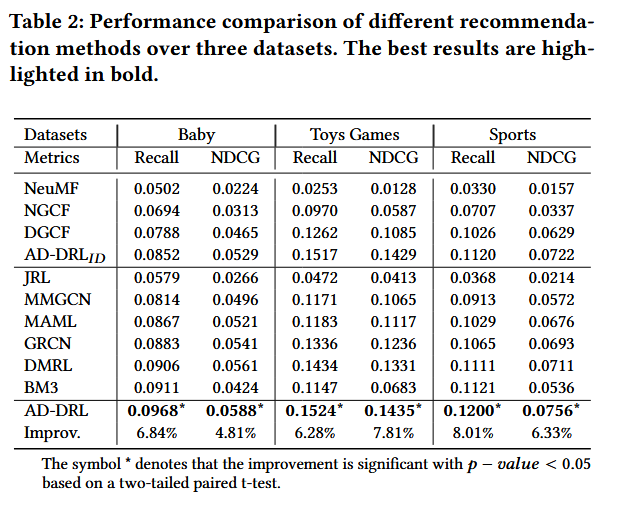 Table 2: Performance comparison of different recommenda-
tion methods over three datasets. The best results are high-
lighted in bold.
Datasets Baby Toys Games Sports
Metrics Recall NDCG Recall NDCG Recall NDCG
NeuMF 0.0502 0.0224 0.0253 0.0128 0.0330 0.0157
NGCF 0.0694 0.0313 0.0970 0.0587 0.0707 0.0337
DGCF 0.0788 0.0465 0.1262 0.1085 0.1026 0.0629
AD-DRL_ID 0.0852 0.0529 0.1517 0.1429 0.1120 0.0722
JRL 0.0579 0.0266 0.0472 0.0413 0.0368 0.0214
MMGCN 0.0814 0.0496 0.1171 0.1065 0.0913 0.0572
MAML 0.0867 0.0521 0.1183 0.1117 0.1029 0.0676
GRCN 0.0883 0.0541 0.1336 0.1236 0.1065 0.0693
DMRL 0.0906 0.0561 0.1434 0.1331 0.1111 0.0711
BM3 0.0911 0.0424 0.1147 0.0683 0.1121 0.0536
AD-DRL 0.0968* 0.0588* 0.1524* 0.1435* 0.1200* 0.0756*
Improv. 6.84% 4.81% 6.28% 7.81% 8.01% 6.33%
The symbol * denotes that the improvement is significant with p − value < 0.05
based on a two-tailed paired t-test.